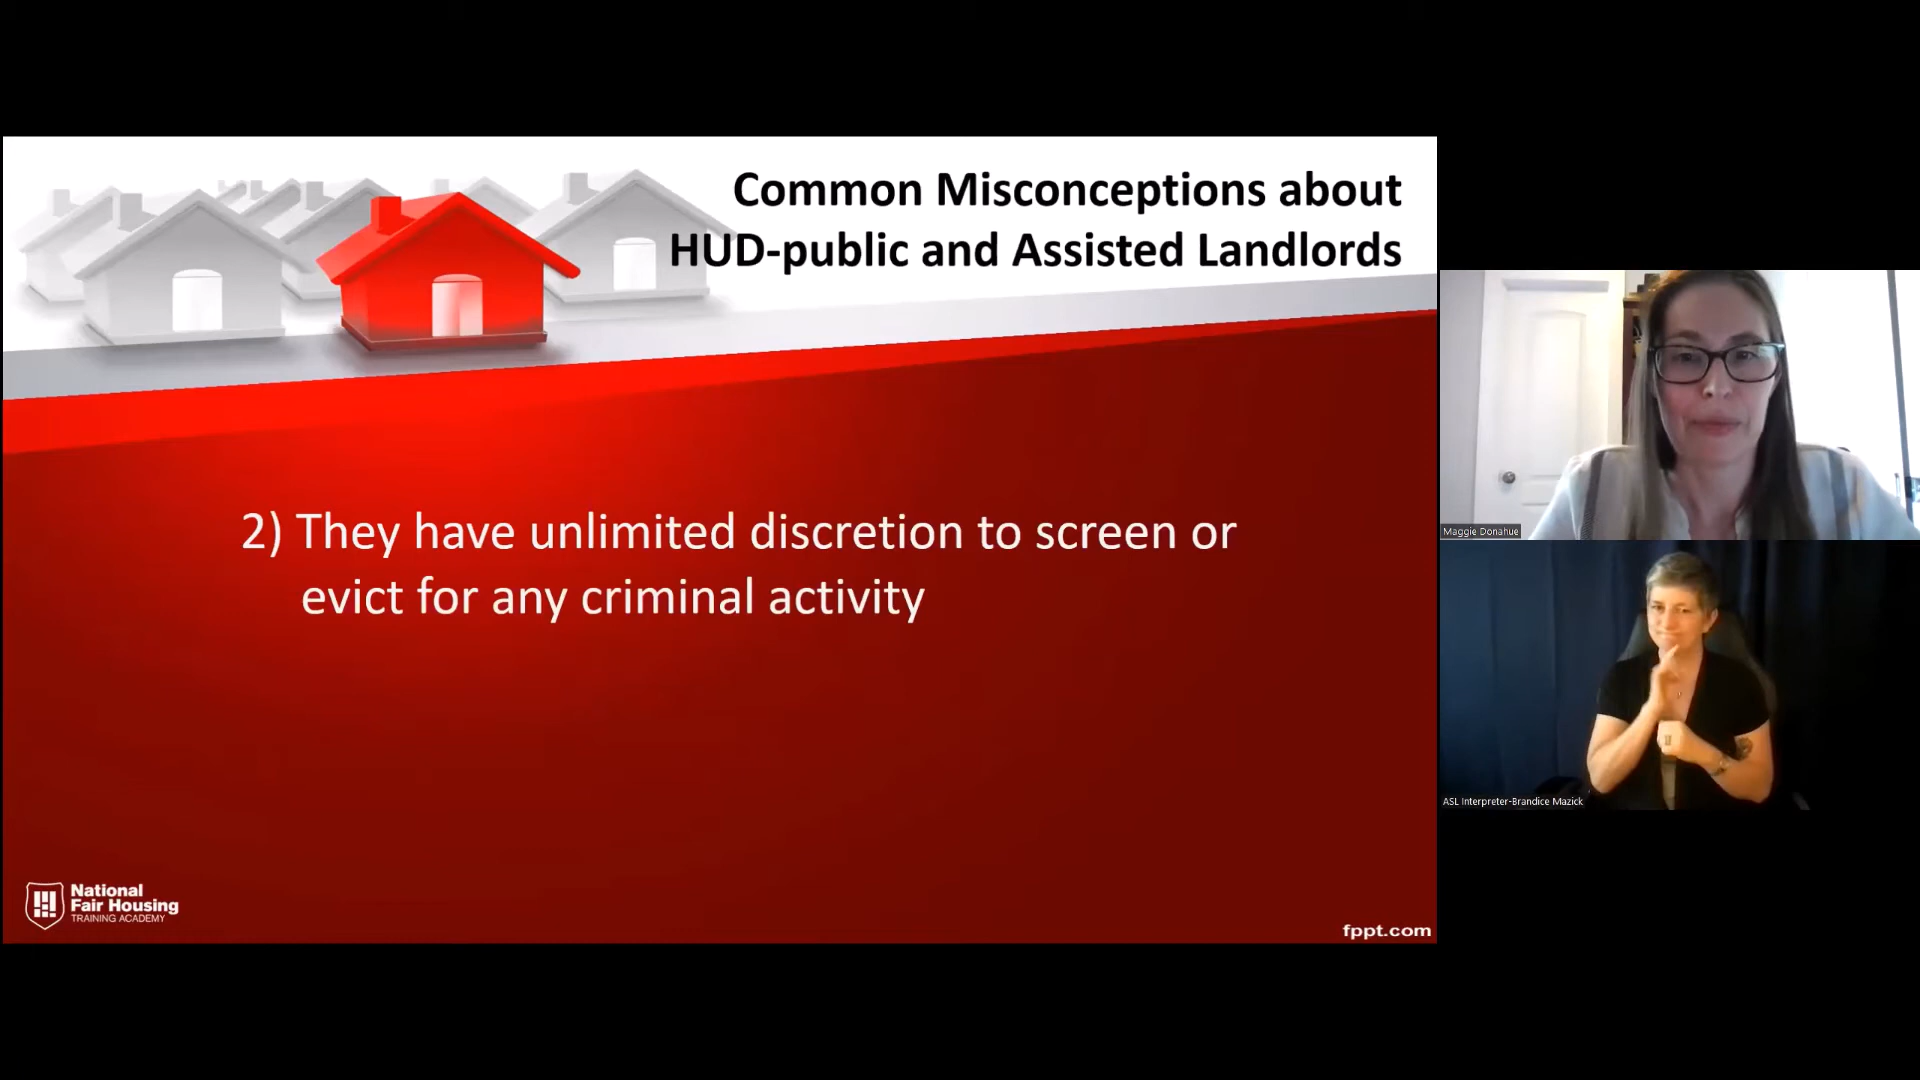 Common Misconceptions about
HUD-public and Assisted Landlords
2) They have unlimited discretion to screen or
evict for any criminal activity
National
Fair Housing
TRAINING ACADEMY
fppt.com
Maggie Donahue
ASL Interpreter-Brandice Mazick